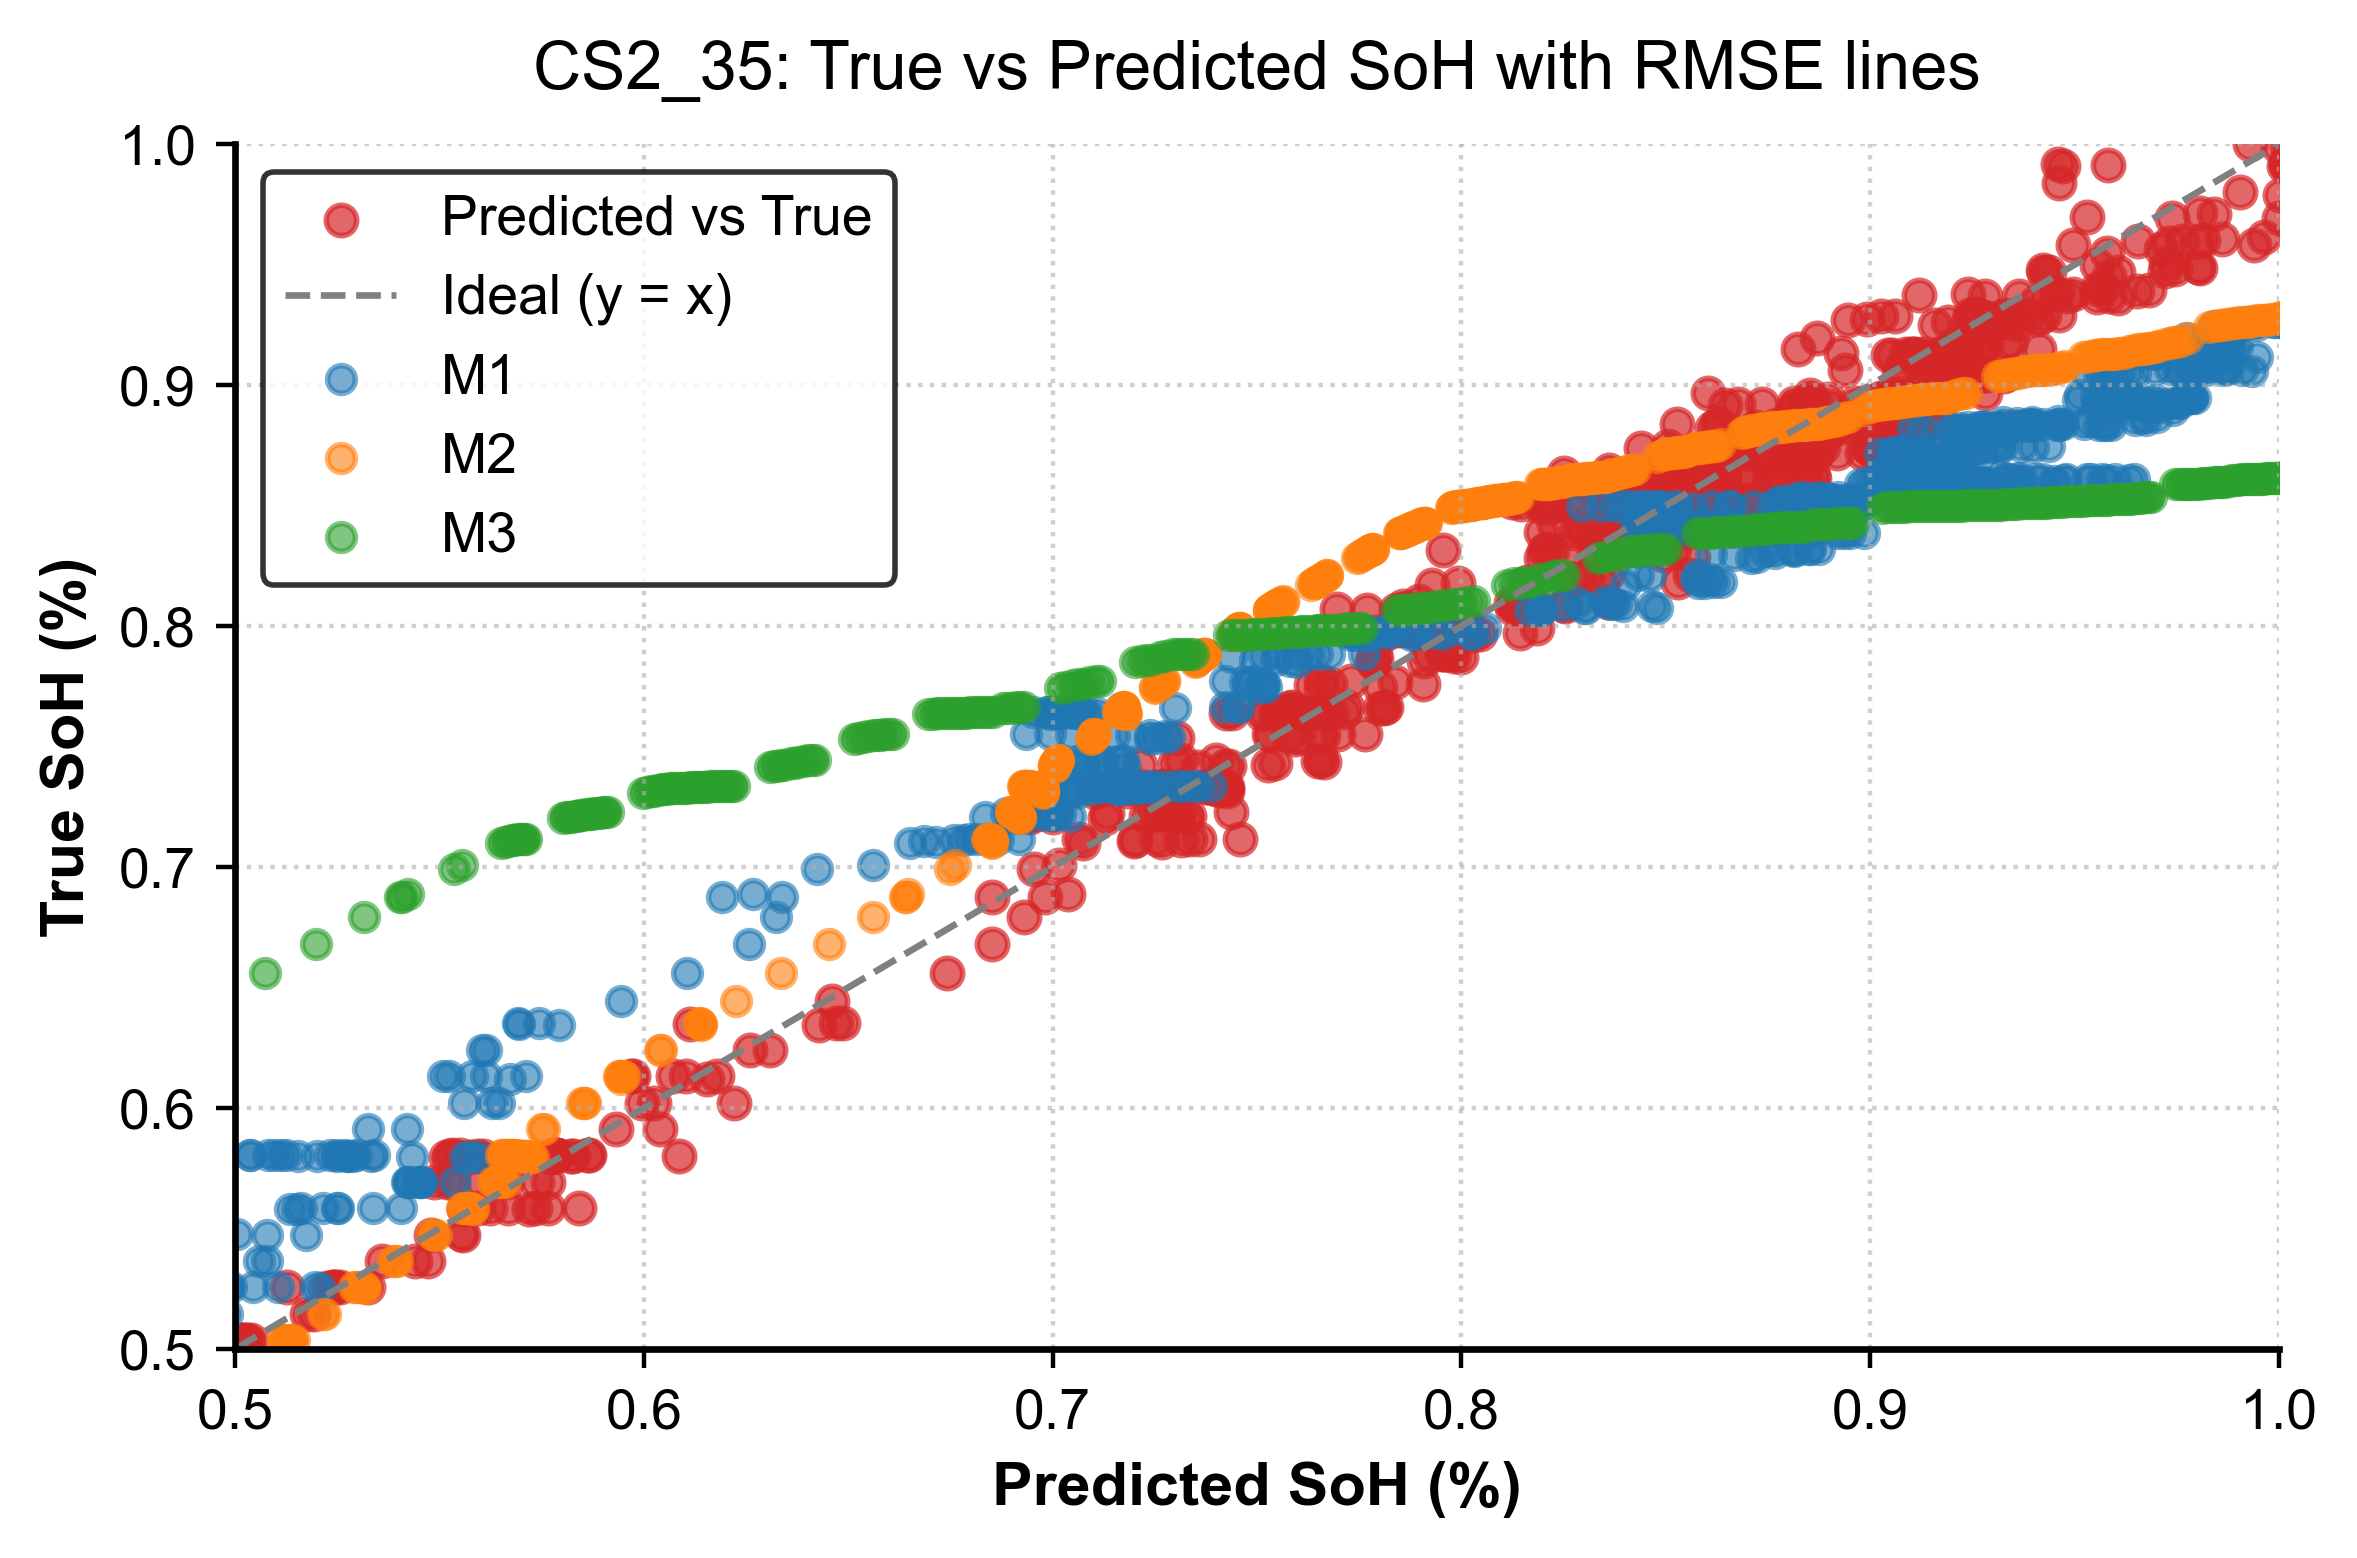 CS2_35: True vs Predicted SoH with RMSE lines
Predicted vs True
Ideal (y = x)
M1
M2
M3
True SoH (%)
1.0
0.9
0.8
0.7
0.6
0.5
0.5 0.6 0.7 0.8 0.9 1.0
Predicted SoH (%)